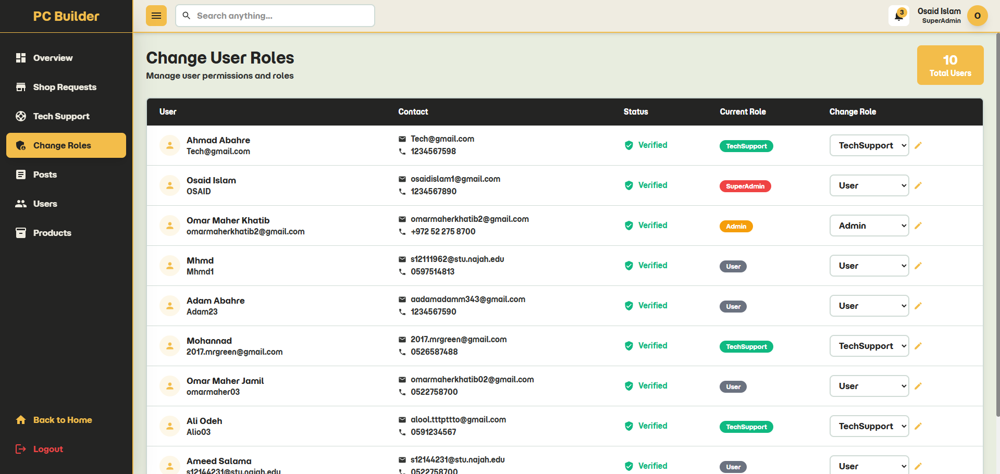 PC Builder
Search anything...
3
Osaid Islam
SuperAdmin
O
Overview
Shop Requests
Tech Support
Change Roles
Posts
Users
Products
Back to Home
Logout
Change User Roles
Manage user permissions and roles
10
Total Users
User Contact Status Current Role Change Role
Ahmad Abahre
Tech@gmail.com
Tech@gmail.com
1234567598
Verified
TechSupport
TechSupport
Osaid Islam
OSAID
osaidislam1@gmail.com
1234567890
Verified
SuperAdmin
User
Omar Maher Khatib
omarmaherkhatib2@gmail.com
omarmaherkhatib2@gmail.com
+972 52 275 8700
Verified
Admin
Admin
Mhmd
Mhmd1
s12111962@stu.najah.edu
0597514813
Verified
User
User
Adam Abahre
Adam23
aadamadamm343@gmail.com
1234567590
Verified
User
User
Mohannad
2017.mrgreen@gmail.com
2017.mrgreen@gmail.com
0526587488
Verified
TechSupport
TechSupport
Omar Maher Jamil
omarmaher03
omarmaherkhatib02@gmail.com
0522758700
Verified
User
User
Ali Odeh
Alio03
alool.tttpttto@gmail.com
0591234567
Verified
TechSupport
TechSupport
Ameed Salama
s12144231@stu.najah.edu
s12144231@stu.najah.edu
0522758700
Verified
User
User